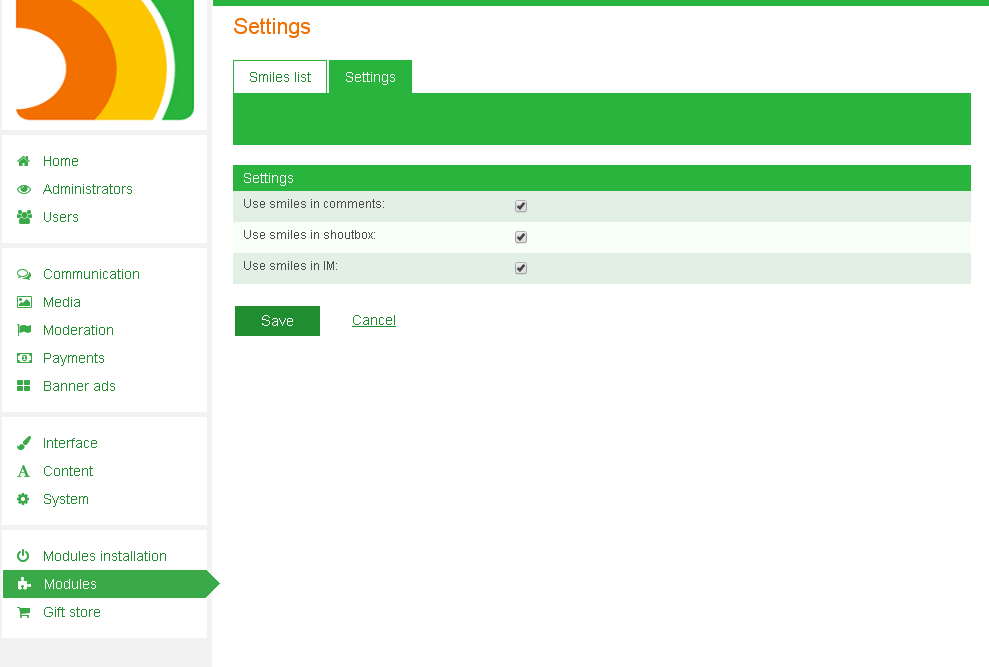 Settings
Smiles list
Settings
Home
Administrators
Users
Communication
Media
Moderation
Payments
Banner ads
Interface
Content
System
Modules installation
Modules
Gift store
Settings
Use smiles in comments:
Use smiles in shoutbox:
Use smiles in IM:
Save
Cancel